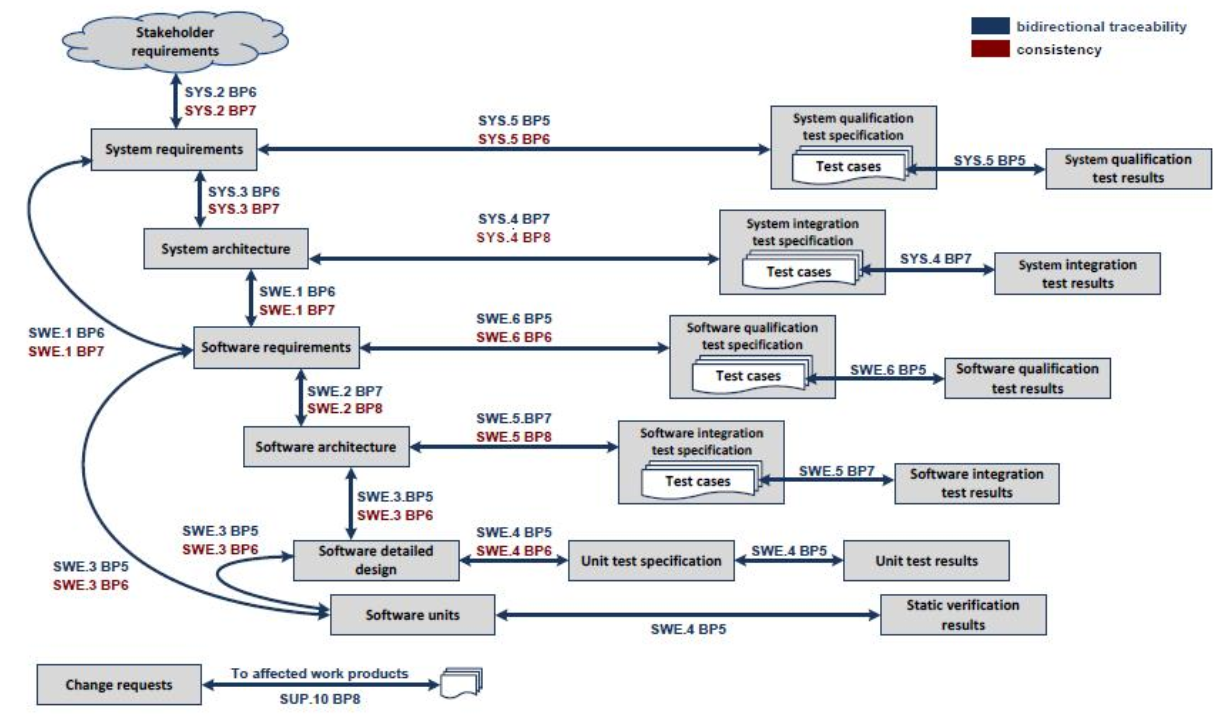 Stakeholder
requirements
bidirectional traceability
consistency
SYS.2 BP6
SYS.2 BP7
System requirements
SYS.5 BP5
SYS.5 BP6
System qualification
test specification
Test cases
SYS.5 BP5
System qualification
test results
SYS.3 BP6
SYS.3 BP7
System architecture
SYS.4 BP7
SYS.4 BP8
System integration
test specification
Test cases
SYS.4 BP7
System integration
test results
SWE.1 BP6
SWE.1 BP7
SWE.1 BP6
SWE.1 BP7
Software requirements
SWE.6 BP5
SWE.6 BP6
Software qualification
test specification
Test cases
SWE.6 BP5
Software qualification
test results
SWE.2 BP7
SWE.2 BP8
Software architecture
SWE.5.BP7
SWE.5 BP8
Software integration
test specification
Test cases
SWE.5 BP7
Software integration
test results
SWE.3.BP5
SWE.3 BP6
SWE.3 BP5
SWE.3 BP6
Software detailed
design
SWE.4 BP5
SWE.4 BP6
Unit test specification
SWE.4 BP5
Unit test results
SWE.3 BP5
SWE.3 BP6
Software units
SWE.4 BP5
Static verification
results
Change requests
To affected work products
SUP.10 BP8